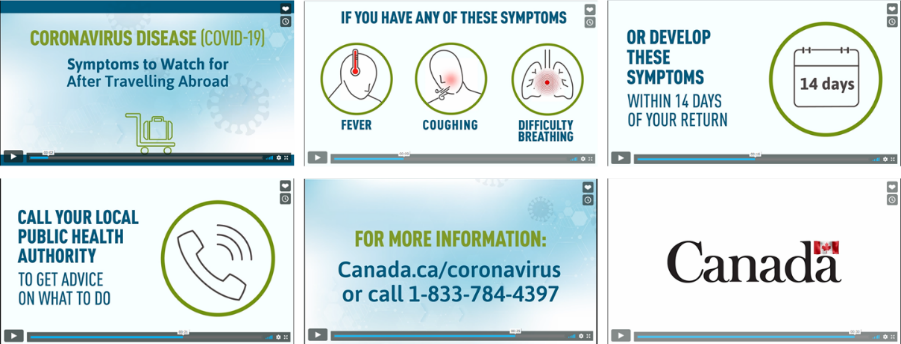 CORONAVIRUS DISEASE (COVID-19)
Symptoms to Watch for
After Travelling Abroad
IF YOU HAVE ANY OF THESE SYMPTOMS
FEVER
COUGHING
DIFFICULTY
BREATHING
OR DEVELOP
THESE
SYMPTOMS
WITHIN 14 DAYS
OF YOUR RETURN
14 days
CALL YOUR LOCAL
PUBLIC HEALTH
AUTHORITY
TO GET ADVICE
ON WHAT TO DO
FOR MORE INFORMATION:
Canada.ca/coronavirus
or call 1-833-784-4397
Canada